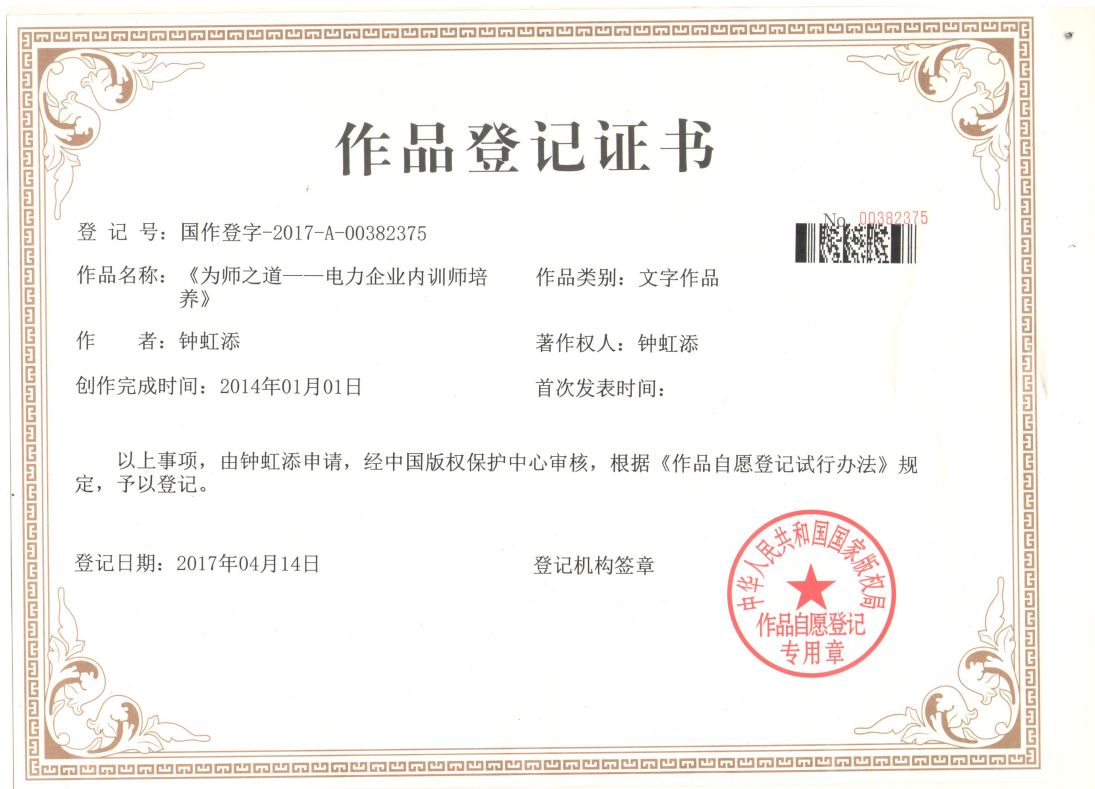 作品登记证书
No. 00382375
登 记 号：国作登字-2017-A-00382375
作品名称：《为师之道——电力企业内训师培
养》
作品类别：文字作品
作 者：钟虹添
著作权人：钟虹添
创作完成时间：2014年01月01日
首次发表时间：
以上事项，由钟虹添申请，经中国版权保护中心审核，根据《作品自愿登记试行办法》规
定，予以登记。
登记日期：2017年04月14日
登记机构签章
中华人民共和国国家版权局
作品自愿登记
专用章